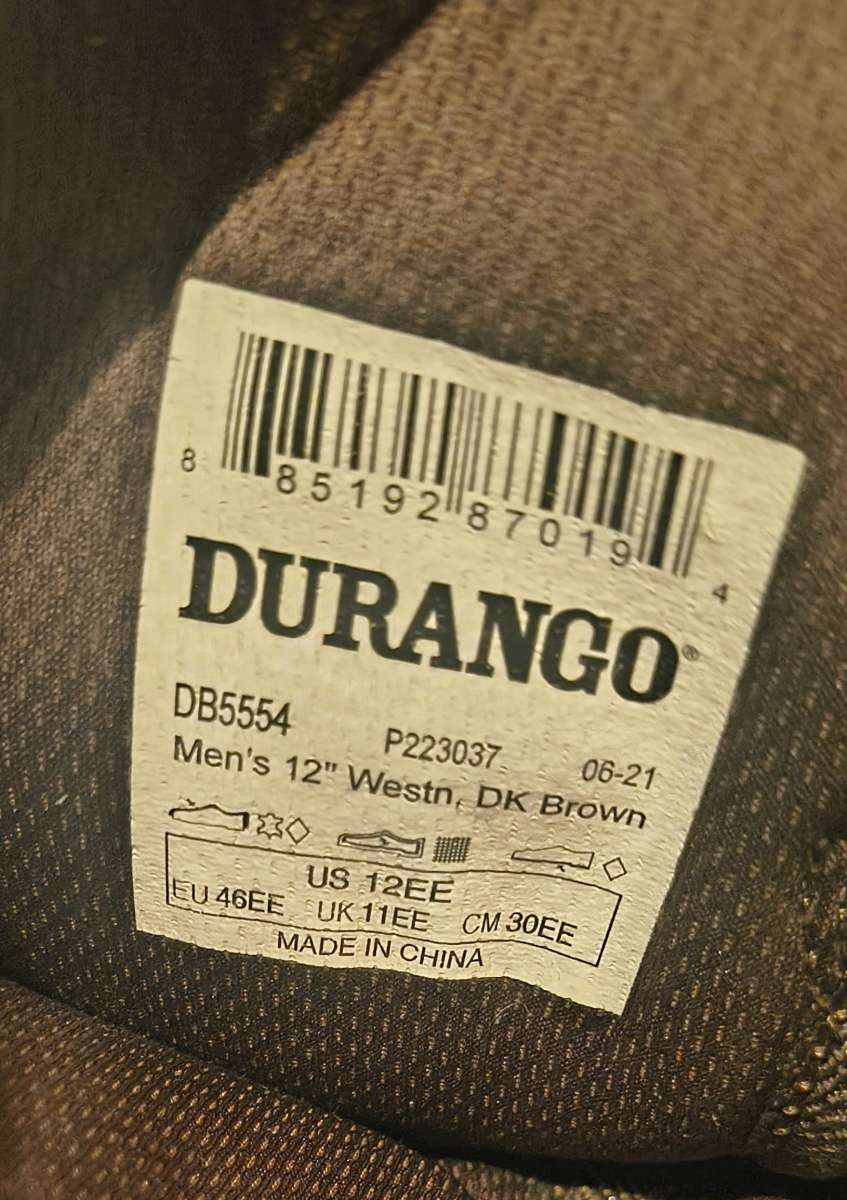 8 85192 87019 4
DURANGO®
DB5554 P223037 06-21
Men's 12" Westn, DK Brown
US 12EE
EU 46EE UK 11EE CM 30EE
MADE IN CHINA